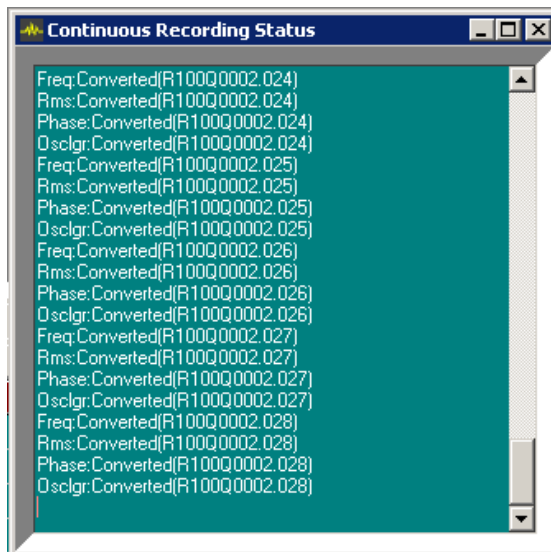 Continuous Recording Status
Freq:Converted(R100Q0002.024)
Rms:Converted(R100Q0002.024)
Phase:Converted(R100Q0002.024)
Osclgr:Converted(R100Q0002.024)
Freq:Converted(R100Q0002.025)
Rms:Converted(R100Q0002.025)
Phase:Converted(R100Q0002.025)
Osclgr:Converted(R100Q0002.025)
Freq:Converted(R100Q0002.026)
Rms:Converted(R100Q0002.026)
Phase:Converted(R100Q0002.026)
Osclgr:Converted(R100Q0002.026)
Freq:Converted(R100Q0002.027)
Rms:Converted(R100Q0002.027)
Phase:Converted(R100Q0002.027)
Osclgr:Converted(R100Q0002.027)
Freq:Converted(R100Q0002.028)
Rms:Converted(R100Q0002.028)
Phase:Converted(R100Q0002.028)
Osclgr:Converted(R100Q0002.028)